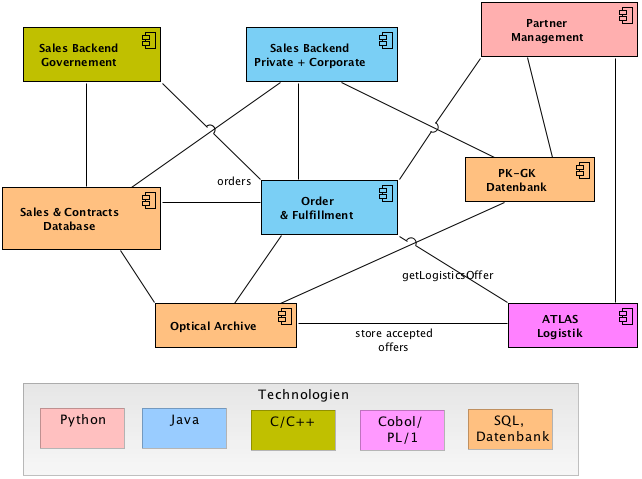 Partner
Management
Sales Backend
Governement
Sales Backend
Private + Corporate
PK-GK
Datenbank
orders
Sales & Contracts
Database
Order
& Fulfillment
getLogisticsOffer
Optical Archive
store accepted
offers
ATLAS
Logistik
Technologien
Python
Java
C/C++
Cobol/
PL/1
SQL,
Datenbank